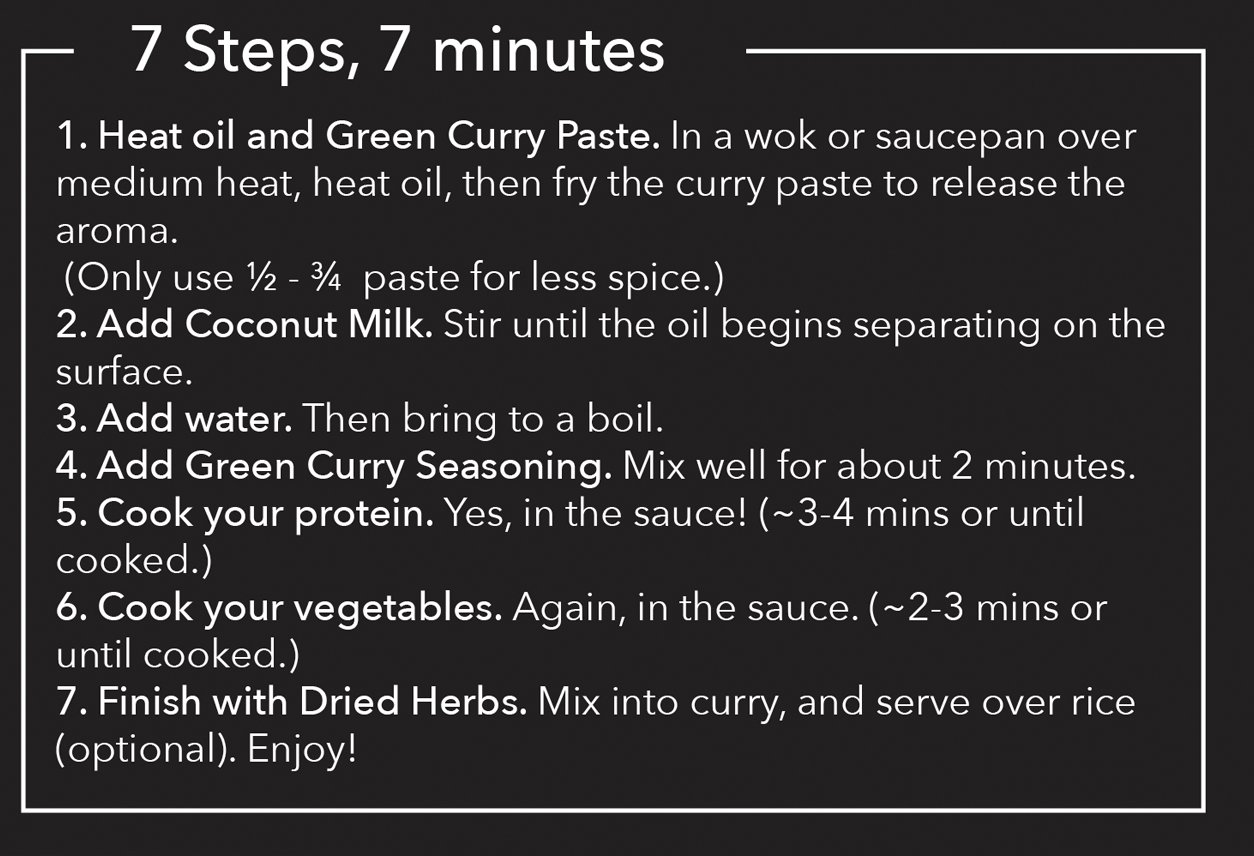 7 Steps, 7 minutes
1. Heat oil and Green Curry Paste. In a wok or saucepan over
medium heat, heat oil, then fry the curry paste to release the
aroma.
(Only use ½ - ¾  paste for less spice.)
2. Add Coconut Milk. Stir until the oil begins separating on the
surface.
3. Add water. Then bring to a boil.
4. Add Green Curry Seasoning. Mix well for about 2 minutes.
5. Cook your protein. Yes, in the sauce! (~3-4 mins or until
cooked.)
6. Cook your vegetables. Again, in the sauce. (~2-3 mins or
until cooked.)
7. Finish with Dried Herbs. Mix into curry, and serve over rice
(optional). Enjoy!